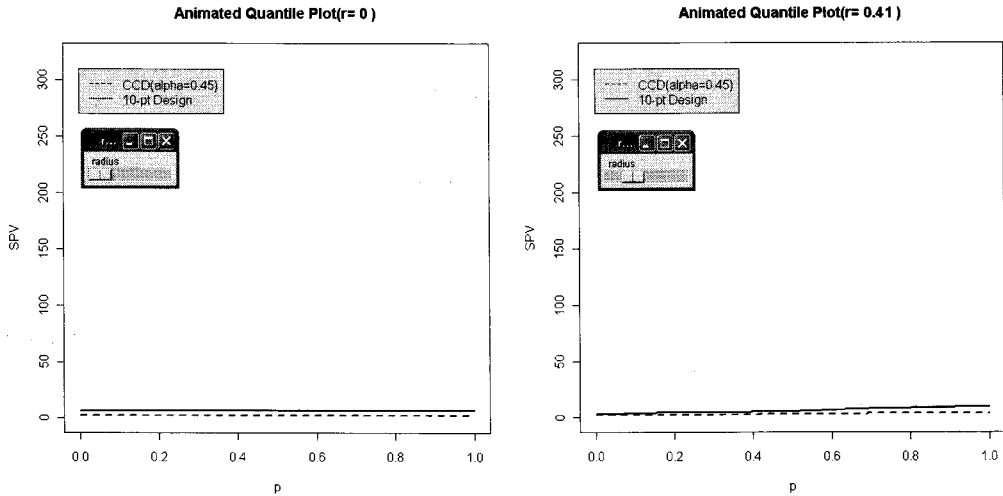 Animated Quantile Plot(r= 0 )
300
250
200
150
100
50
0
SPV
CCD(alpha=0.45)
10-pt Design
r...
radius
0.0 0.2 0.4 0.6 0.8 1.0
p
Animated Quantile Plot(r= 0.41 )
300
250
200
150
100
50
0
SPV
CCD(alpha=0.45)
10-pt Design
r...
radius
0.0 0.2 0.4 0.6 0.8 1.0
p